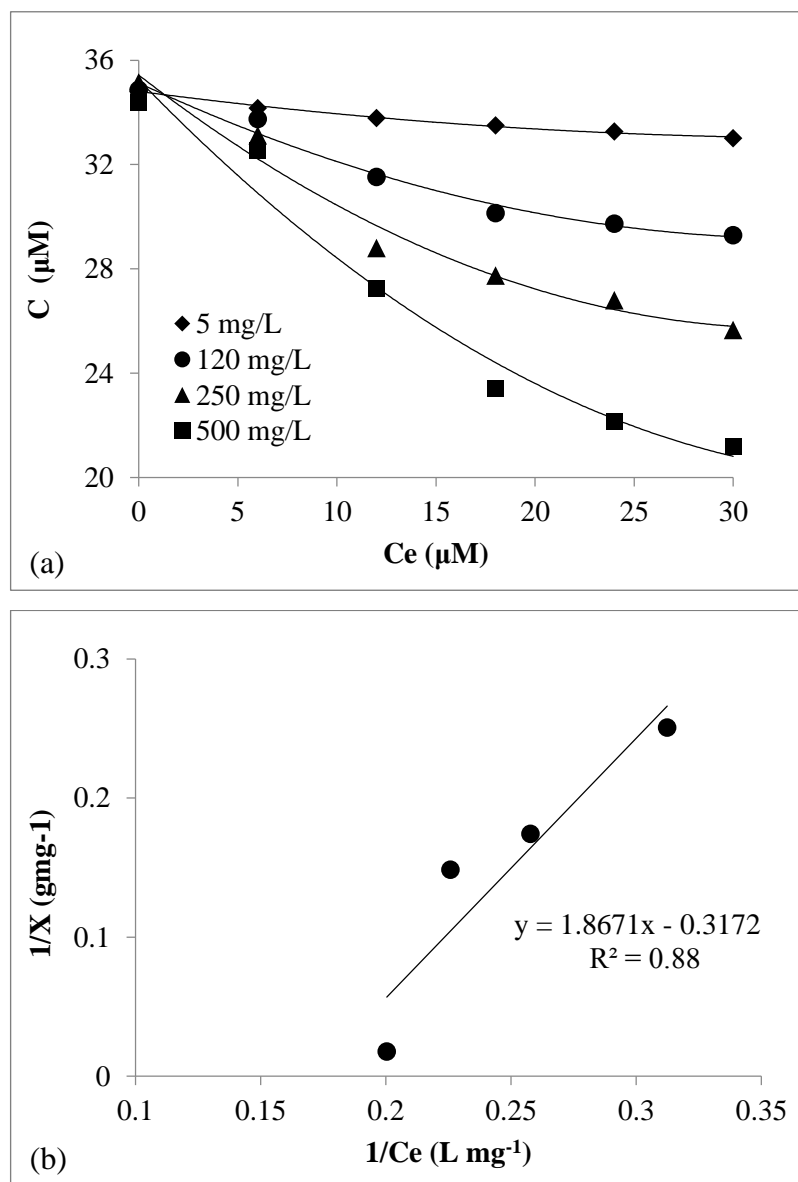 36
32
28
24
20
C (μM)
5 mg/L
120 mg/L
250 mg/L
500 mg/L
0 5 10 15 20 25 30
Ce (μM)
(a)
0.3
0.2
0.1
0
1/X (gmg-1)
y = 1.8671x - 0.3172
R² = 0.88
0.1 0.15 0.2 0.25 0.3 0.35
1/Ce (L mg⁻¹)
(b)